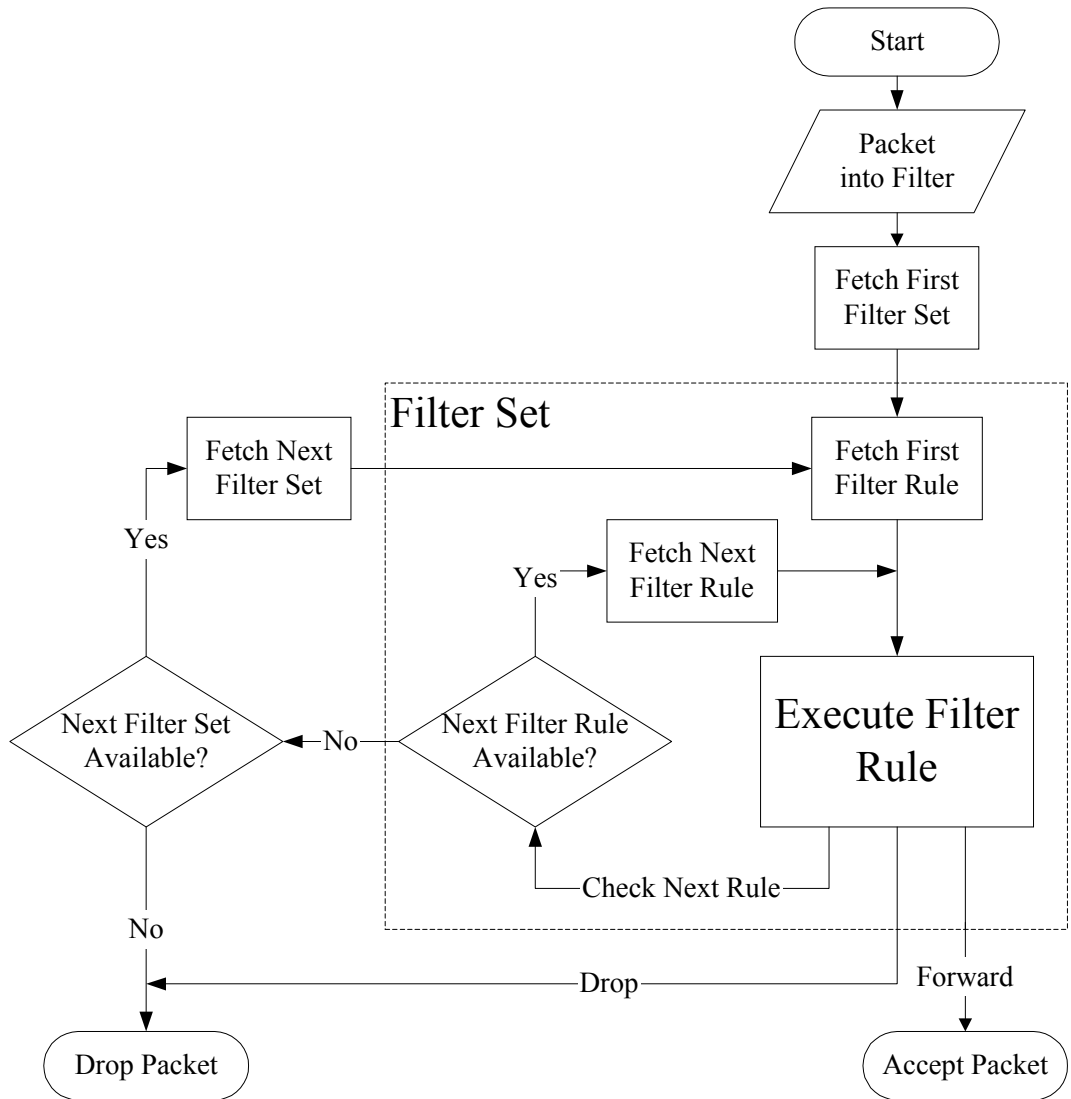 Start
Packet
into Filter
Fetch First
Filter Set
Filter Set
Fetch Next
Filter Set
Fetch First
Filter Rule
Yes
Fetch Next
Filter Rule
Yes
Next Filter Set
Available?
No
Next Filter Rule
Available?
Execute Filter
Rule
Check Next Rule
No
Drop
Forward
Drop Packet
Accept Packet